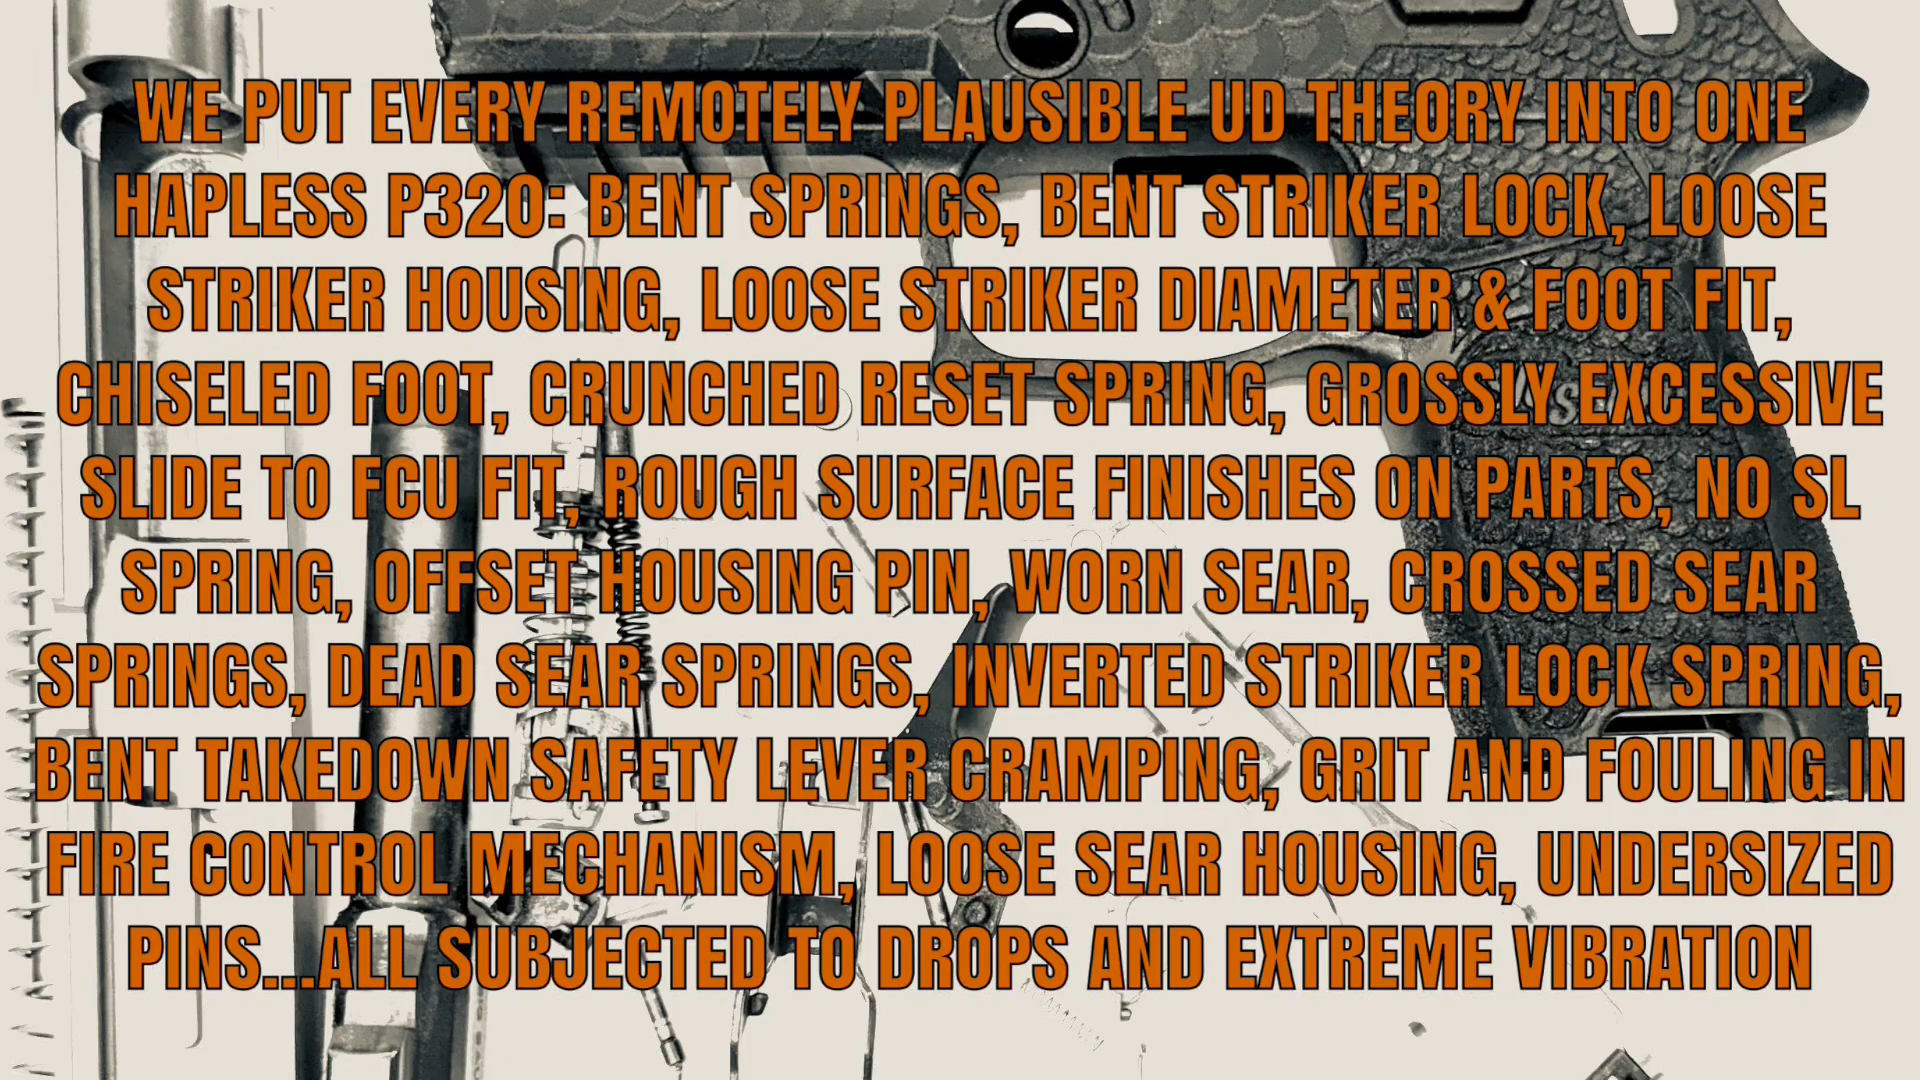 WE PUT EVERY REMOTELY PLAUSIBLE UD THEORY INTO ONE
HAPLESS P320: BENT SPRINGS, BENT STRIKER LOCK, LOOSE
STRIKER HOUSING, LOOSE STRIKER DIAMETER & FOOT FIT,
CHISELED FOOT, CRUNCHED RESET SPRING, GROSSLY EXCESSIVE
SLIDE TO FCU FIT, ROUGH SURFACE FINISHES ON PARTS, NO SL
SPRING, OFFSET HOUSING PIN, WORN SEAR, CROSSED SEAR
SPRINGS, DEAD SEAR SPRINGS, INVERTED STRIKER LOCK SPRING,
BENT TAKEDOWN SAFETY LEVER CRAMPING, GRIT AND FOULING IN
FIRE CONTROL MECHANISM, LOOSE SEAR HOUSING, UNDERSIZED
PINS...ALL SUBJECTED TO DROPS AND EXTREME VIBRATION